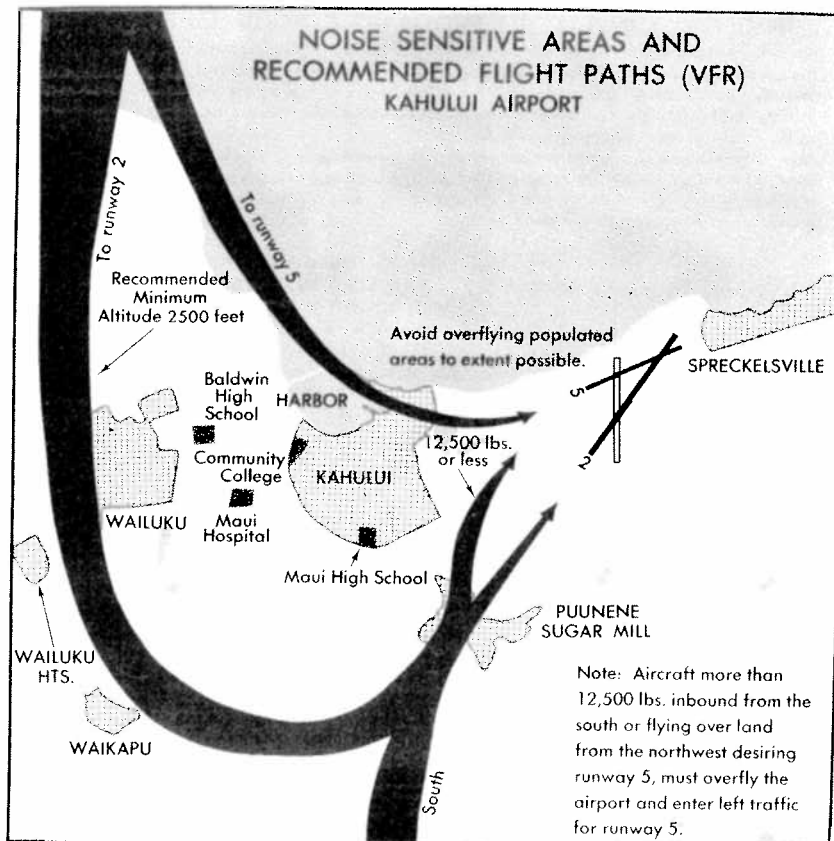 NOISE SENSITIVE AREAS AND
RECOMMENDED FLIGHT PATHS (VFR)
KAHULUI AIRPORT
To runway 2
To runway 5
Recommended
Minimum
Altitude 2500 feet
Avoid overflying populated
areas to extent possible.
SPRECKELSVILLE
5
2
Baldwin
High
School
HARBOR
12,500 lbs.
or less
Community
College
KAHULUI
WAILUKU
Maui
Hospital
Maui High School
PUUNENE
SUGAR MILL
WAILUKU
HTS.
WAIKAPU
South
Note: Aircraft more than
12,500 lbs. inbound from the
south or flying over land
from the northwest desiring
runway 5, must overfly the
airport and enter left traffic
for runway 5.